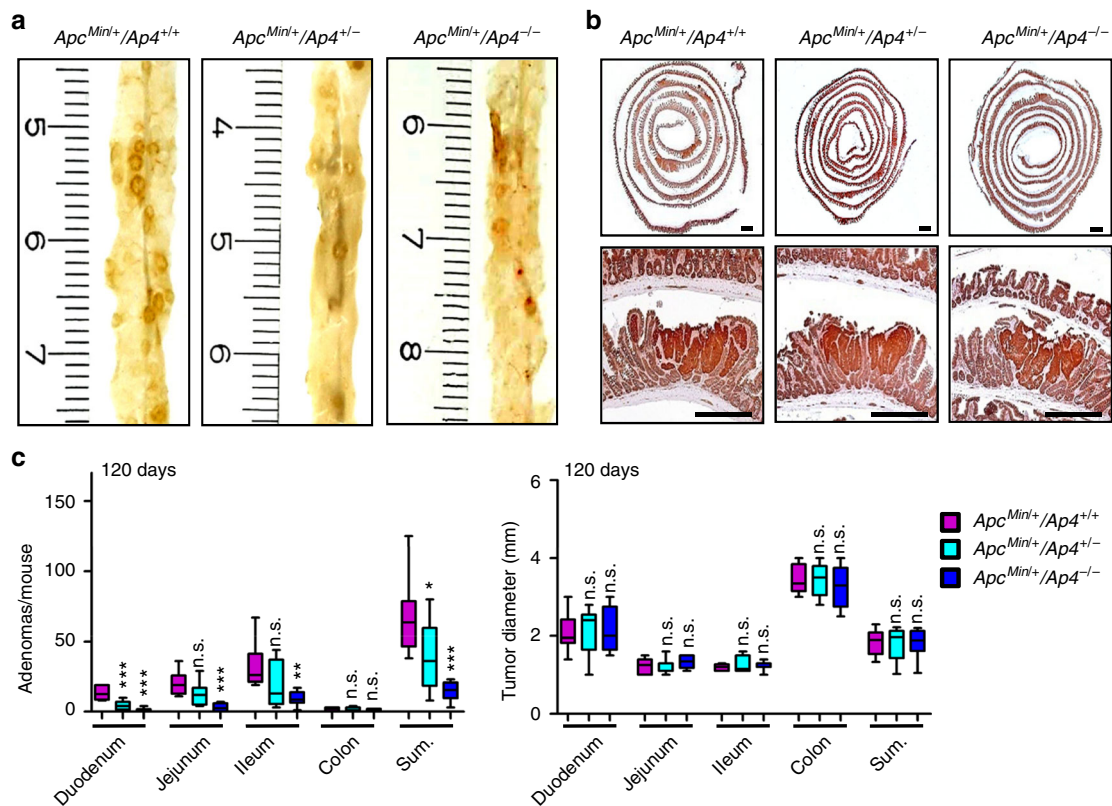 a
Apc^Min/+/Ap4^+/+
Apc^Min/+/Ap4^+/−
Apc^Min/+/Ap4^−/−
5
6
7
4
5
6
6
7
8
b
Apc^Min/+/Ap4^+/+
Apc^Min/+/Ap4^+/−
Apc^Min/+/Ap4^−/−
c
120 days
Adenomas/mouse
150
100
50
0
***
***
n.s.
***
n.s.
**
n.s.
n.s.
*
***
Duodenum
Jejunum
Ileum
Colon
Sum.
120 days
Tumor diameter (mm)
6
4
2
0
n.s.
n.s.
n.s.
n.s.
n.s.
n.s.
n.s.
n.s.
n.s.
n.s.
Duodenum
Jejunum
Ileum
Colon
Sum.
Apc^Min/+/Ap4^+/+
Apc^Min/+/Ap4^+/−
Apc^Min/+/Ap4^−/−